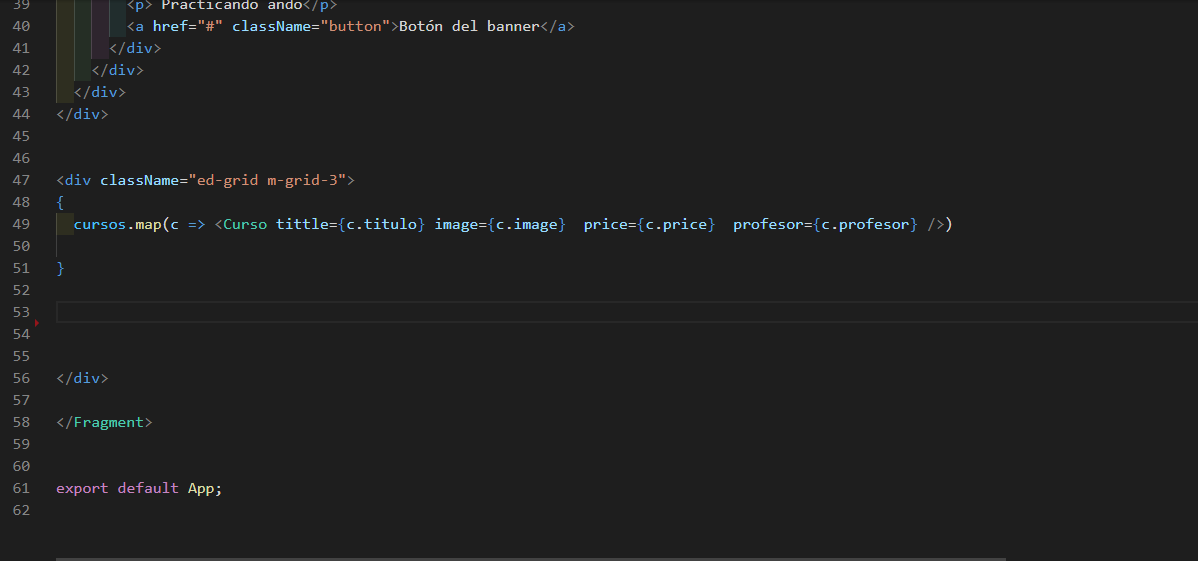 39 <p> Practicando ando</p>
40 <a href="#" className="button">Botón del banner</a>
41 </div>
42 </div>
43 </div>
44 </div>
45
46
47 <div className="ed-grid m-grid-3">
48 {
49 cursos.map(c => <Curso tittle={c.titulo} image={c.image}  price={c.price}  profesor={c.profesor} />)
50
51 }
52
53
54
55
56 </div>
57
58 </Fragment>
59
60
61 export default App;
62